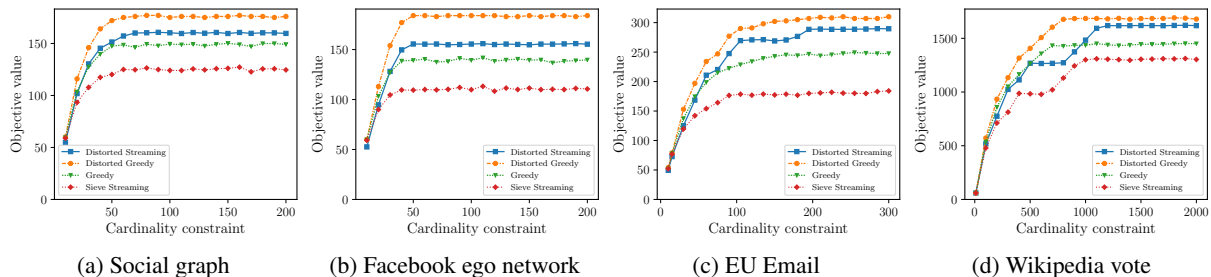 Objective value
150
100
50
0
50
100
150
200
Cardinality constraint
Distorted Streaming
Distorted Greedy
Greedy
Sieve Streaming
(a) Social graph
Objective value
150
100
50
0
50
100
150
200
Cardinality constraint
Distorted Streaming
Distorted Greedy
Greedy
Sieve Streaming
(b) Facebook ego network
Objective value
300
250
200
150
100
50
0
0
100
200
300
Cardinality constraint
Distorted Streaming
Distorted Greedy
Greedy
Sieve Streaming
(c) EU Email
Objective value
1500
1000
500
0
0
500
1000
1500
2000
Cardinality constraint
Distorted Streaming
Distorted Greedy
Greedy
Sieve Streaming
(d) Wikipedia vote